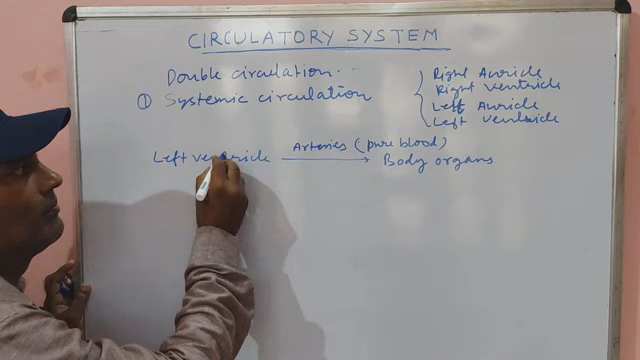 CIRCULATORY SYSTEM
Double circulation..
① Systemic circulation
Right Auricle
Right ventricle
Left Auricle
Left ventricle
Left ventricle Arteries (pure blood) → Body organs